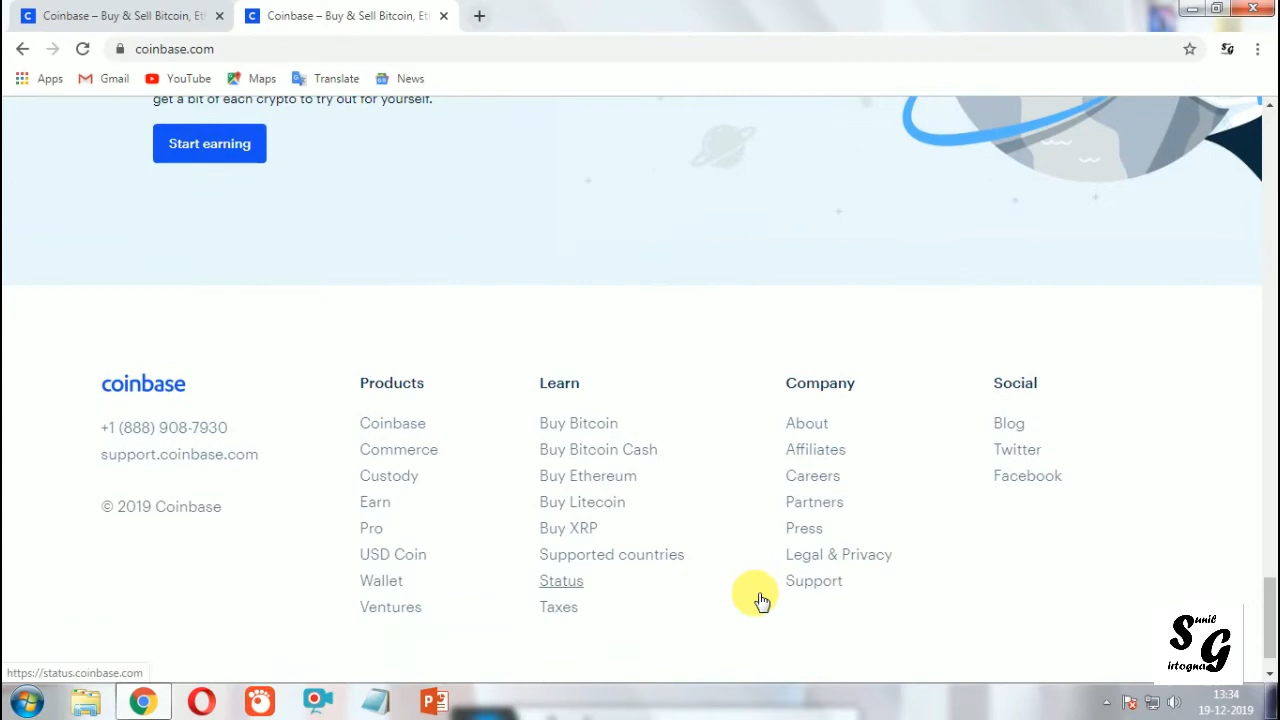 Coinbase – Buy & Sell Bitcoin, Et
Coinbase – Buy & Sell Bitcoin, Et
coinbase.com
SG
Apps
Gmail
YouTube
Maps
Translate
News
get a bit of each crypto to try out for yourself.
Start earning
coinbase
+1 (888) 908-7930
support.coinbase.com
© 2019 Coinbase
Products
Coinbase
Commerce
Custody
Earn
Pro
USD Coin
Wallet
Ventures
Learn
Buy Bitcoin
Buy Bitcoin Cash
Buy Ethereum
Buy Litecoin
Buy XRP
Supported countries
Status
Taxes
Company
About
Affiliates
Careers
Partners
Press
Legal & Privacy
Support
Social
Blog
Twitter
Facebook
https://status.coinbase.com
Sunil
SG
irtogna
13:34
19-12-2019